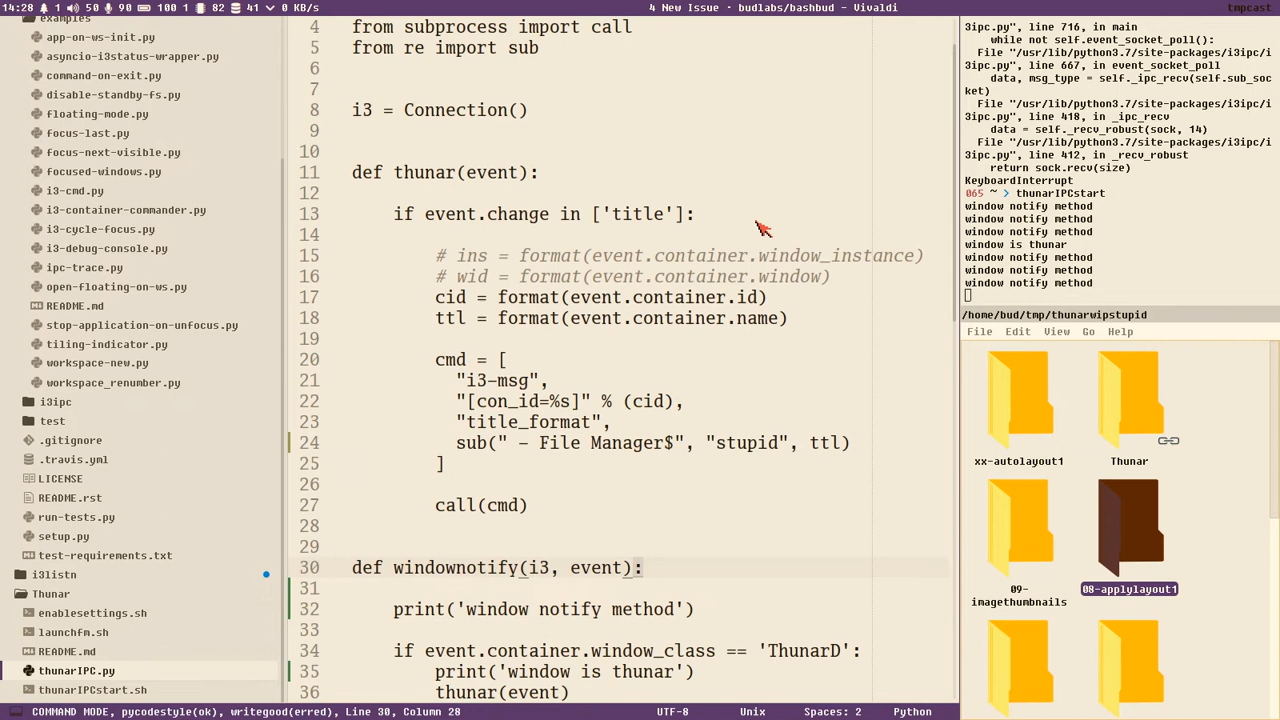 14:28 1 50 90 100 1 82 41 0 KB/s
4 New Issue - budlabs/bashbud - Vivaldi
tmpcast
examples
app-on-ws-init.py
asyncio-i3status-wrapper.py
command-on-exit.py
disable-standby-fs.py
floating-mode.py
focus-last.py
focus-next-visible.py
focused-windows.py
i3-cmd.py
i3-container-commander.py
i3-cycle-focus.py
i3-debug-console.py
ipc-trace.py
open-floating-on-ws.py
README.md
stop-application-on-unfocus.py
tiling-indicator.py
workspace-new.py
workspace_renumber.py
i3ipc
test
.gitignore
.travis.yml
LICENSE
README.rst
run-tests.py
setup.py
test-requirements.txt
i3listn
Thunar
enablesettings.sh
launchfm.sh
README.md
thunarIPC.py
thunarIPCstart.sh
4 from subprocess import call
5 from re import sub
6
7
8 i3 = Connection()
9
10
11 def thunar(event):
12
13 if event.change in ['title']:
14
15 # ins = format(event.container.window_instance)
16 # wid = format(event.container.window)
17 cid = format(event.container.id)
18 ttl = format(event.container.name)
19
20 cmd = [
21 "i3-msg",
22 "[con_id=%s]" % (cid),
23 "title_format",
24 sub(" - File Manager$", "stupid", ttl)
25 ]
26
27 call(cmd)
28
29
30 def windownotify(i3, event):
31
32 print('window notify method')
33
34 if event.container.window_class == 'ThunarD':
35 print('window is thunar')
36 thunar(event)
3ipc.py", line 716, in main
while not self.event_socket_poll():
File "/usr/lib/python3.7/site-packages/i3ipc/i
3ipc.py", line 667, in event_socket_poll
data, msg_type = self._ipc_recv(self.sub_soc
ket)
File "/usr/lib/python3.7/site-packages/i3ipc/i
3ipc.py", line 418, in _ipc_recv
data = self._recv_robust(sock, 14)
File "/usr/lib/python3.7/site-packages/i3ipc/i
3ipc.py", line 412, in _recv_robust
return sock.recv(size)
KeyboardInterrupt
065 ~ > thunarIPCstart
window notify method
window notify method
window notify method
window is thunar
window notify method
window notify method
window notify method
/home/bud/tmp/thunarwipstupid
File Edit View Go Help
xx-autolayout1 Thunar
09-imagethumbnails 08-applylayout1
COMMAND MODE, pycodestyle(ok), writegood(erred), Line 30, Column 28
UTF-8 Unix Spaces: 2 Python